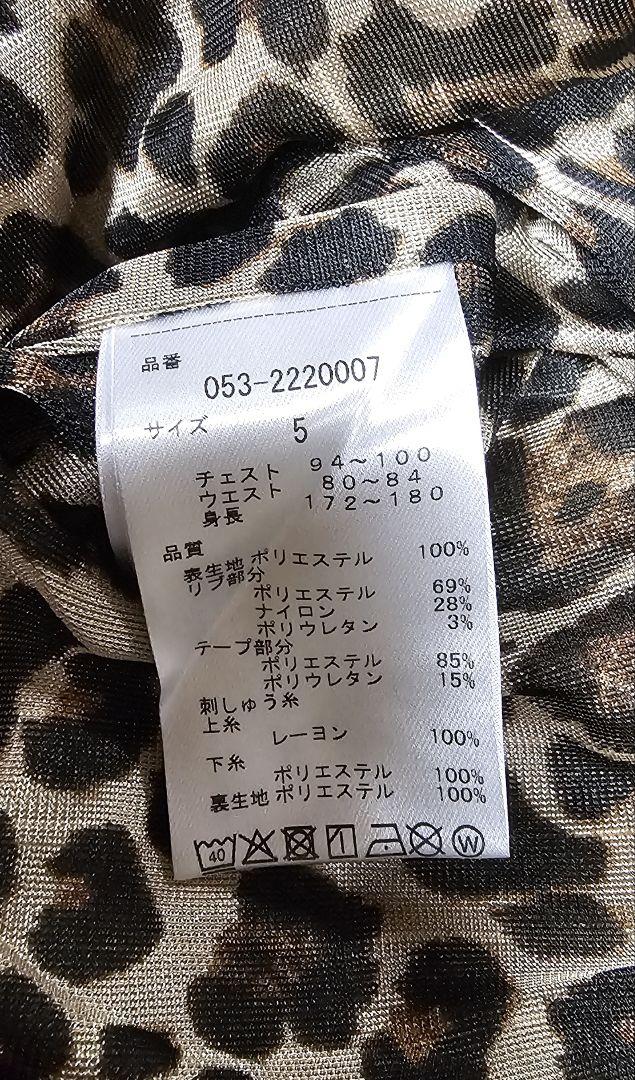 品番
053-2220007
サイズ 5
チェスト 94～100
ウエスト 80～84
身長 172～180
品質
表生地 ポリエステル 100%
リブ部分
ポリエステル 69%
ナイロン 28%
ポリウレタン 3%
テープ部分
ポリエステル 85%
ポリウレタン 15%
刺しゅう糸
上糸
レーヨン 100%
下糸
ポリエステル 100%
裏生地 ポリエステル 100%
40 W